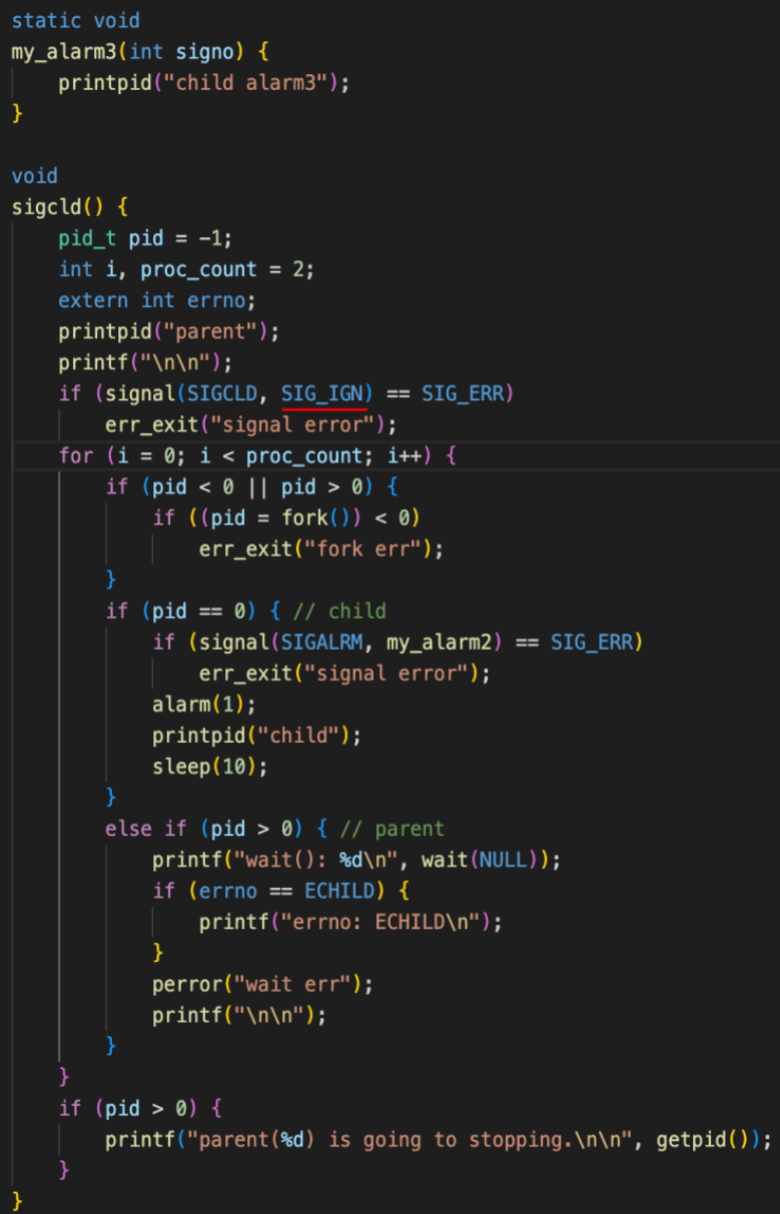 static void
my_alarm3(int signo) {
    printpid("child alarm3");
}

void
sigcld() {
    pid_t pid = -1;
    int i, proc_count = 2;
    extern int errno;
    printpid("parent");
    printf("\n\n");
    if (signal(SIGCLD, SIG_IGN) == SIG_ERR)
        err_exit("signal error");
    for (i = 0; i < proc_count; i++) {
        if (pid < 0 || pid > 0) {
            if ((pid = fork()) < 0)
                err_exit("fork err");
        }
        if (pid == 0) { // child
            if (signal(SIGALRM, my_alarm2) == SIG_ERR)
                err_exit("signal error");
            alarm(1);
            printpid("child");
            sleep(10);
        }
        else if (pid > 0) { // parent
            printf("wait(): %d\n", wait(NULL));
            if (errno == ECHILD) {
                printf("errno: ECHILD\n");
            }
            perror("wait err");
            printf("\n\n");
        }
    }
    if (pid > 0) {
        printf("parent(%d) is going to stopping.\n\n", getpid());
    }
}